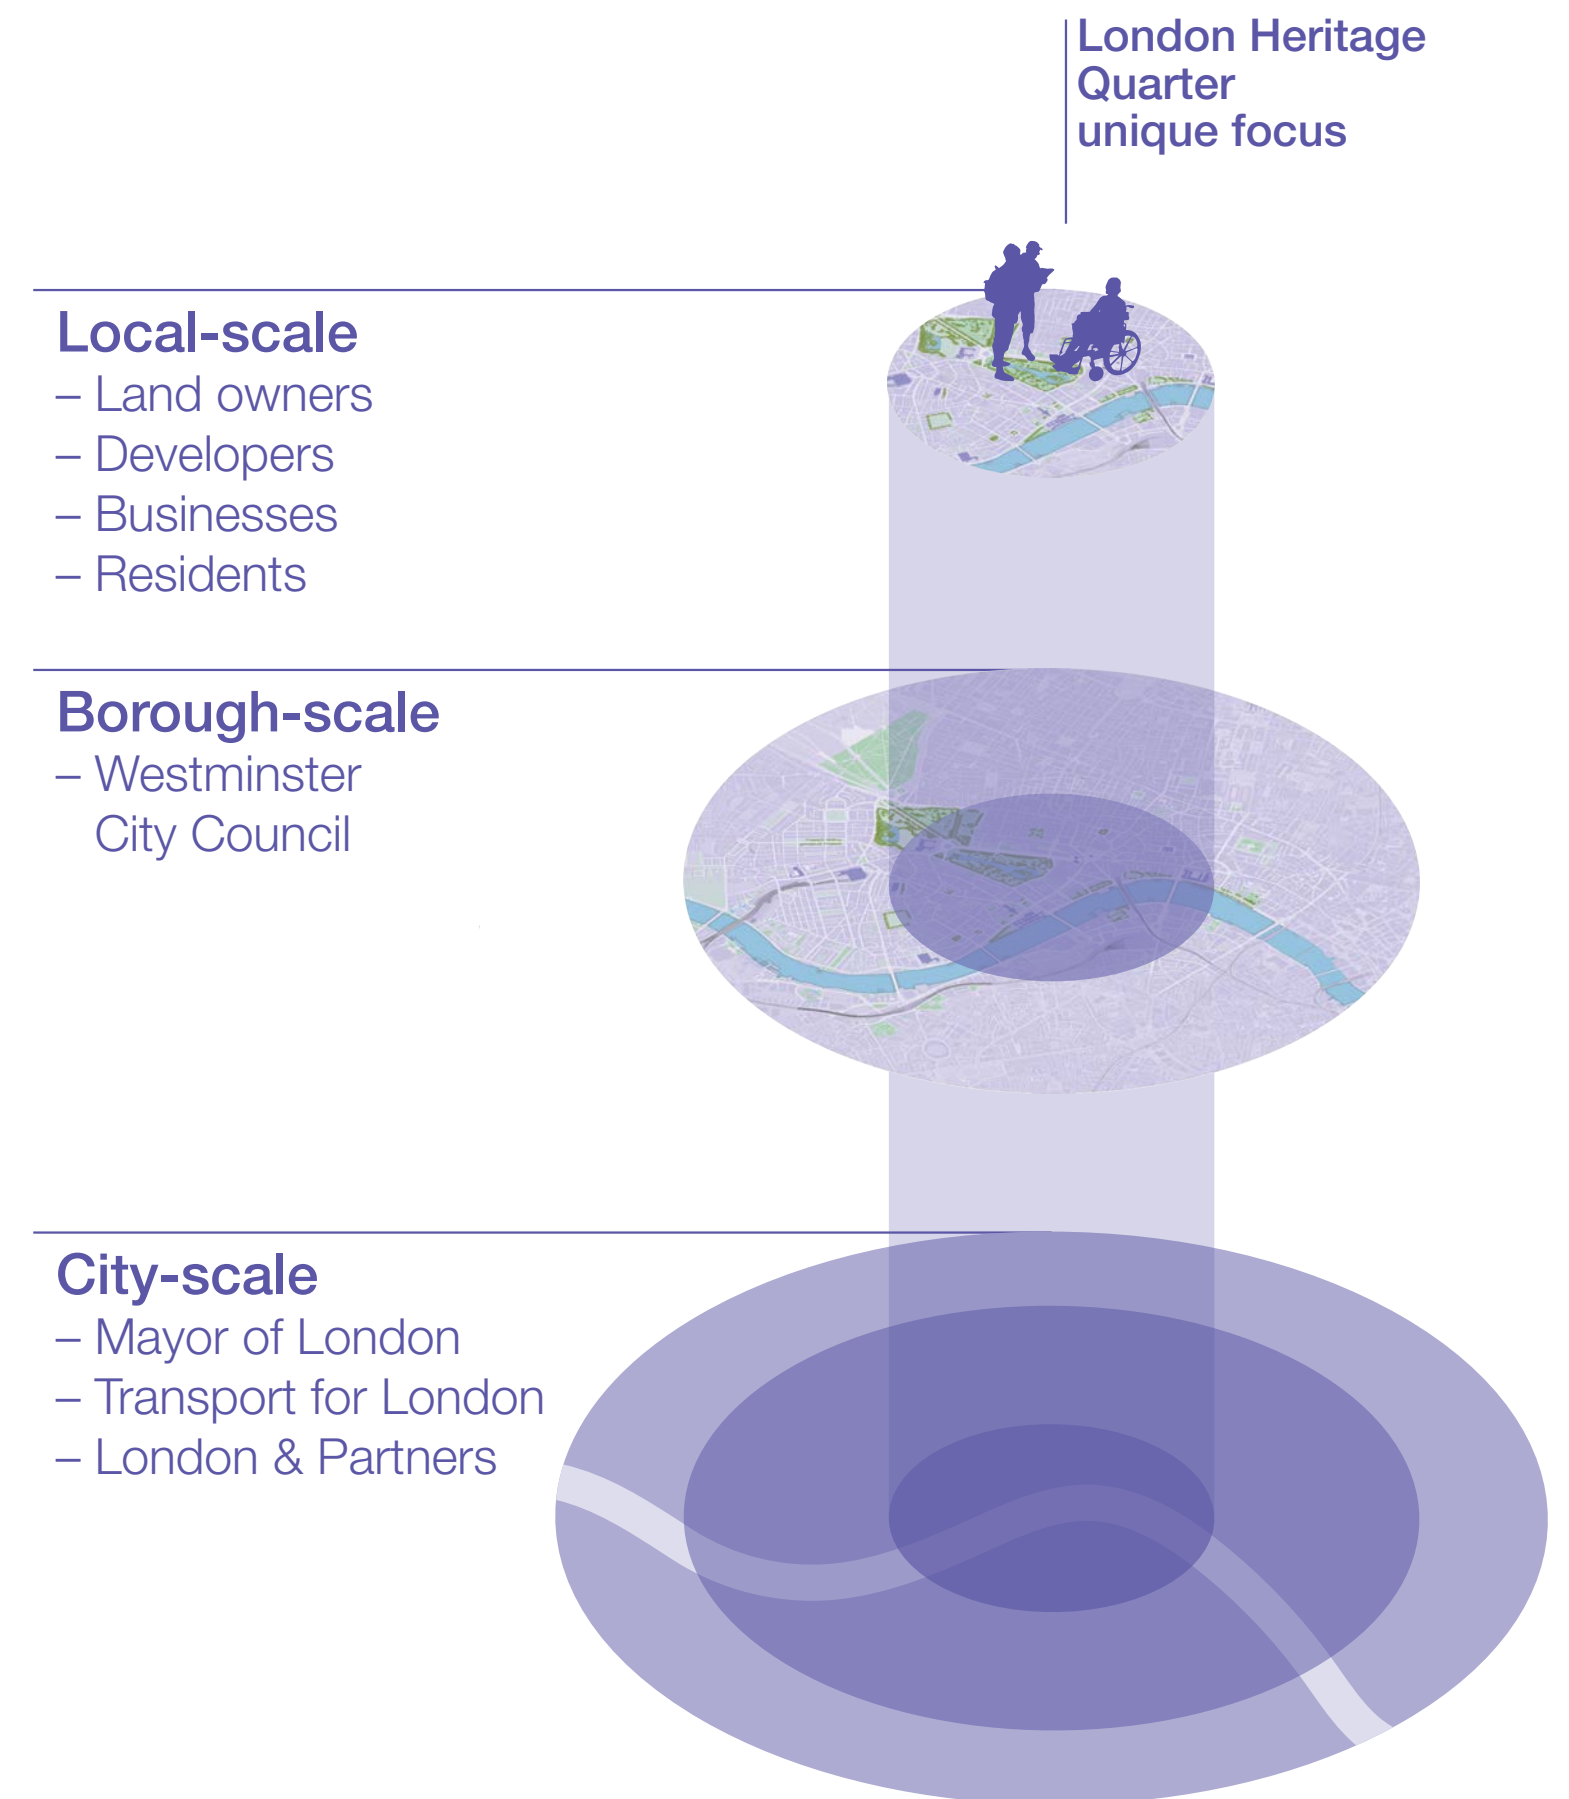 London Heritage
Quarter
unique focus
Local-scale
– Land owners
– Developers
– Businesses
– Residents
Borough-scale
– Westminster
City Council
City-scale
– Mayor of London
– Transport for London
– London & Partners